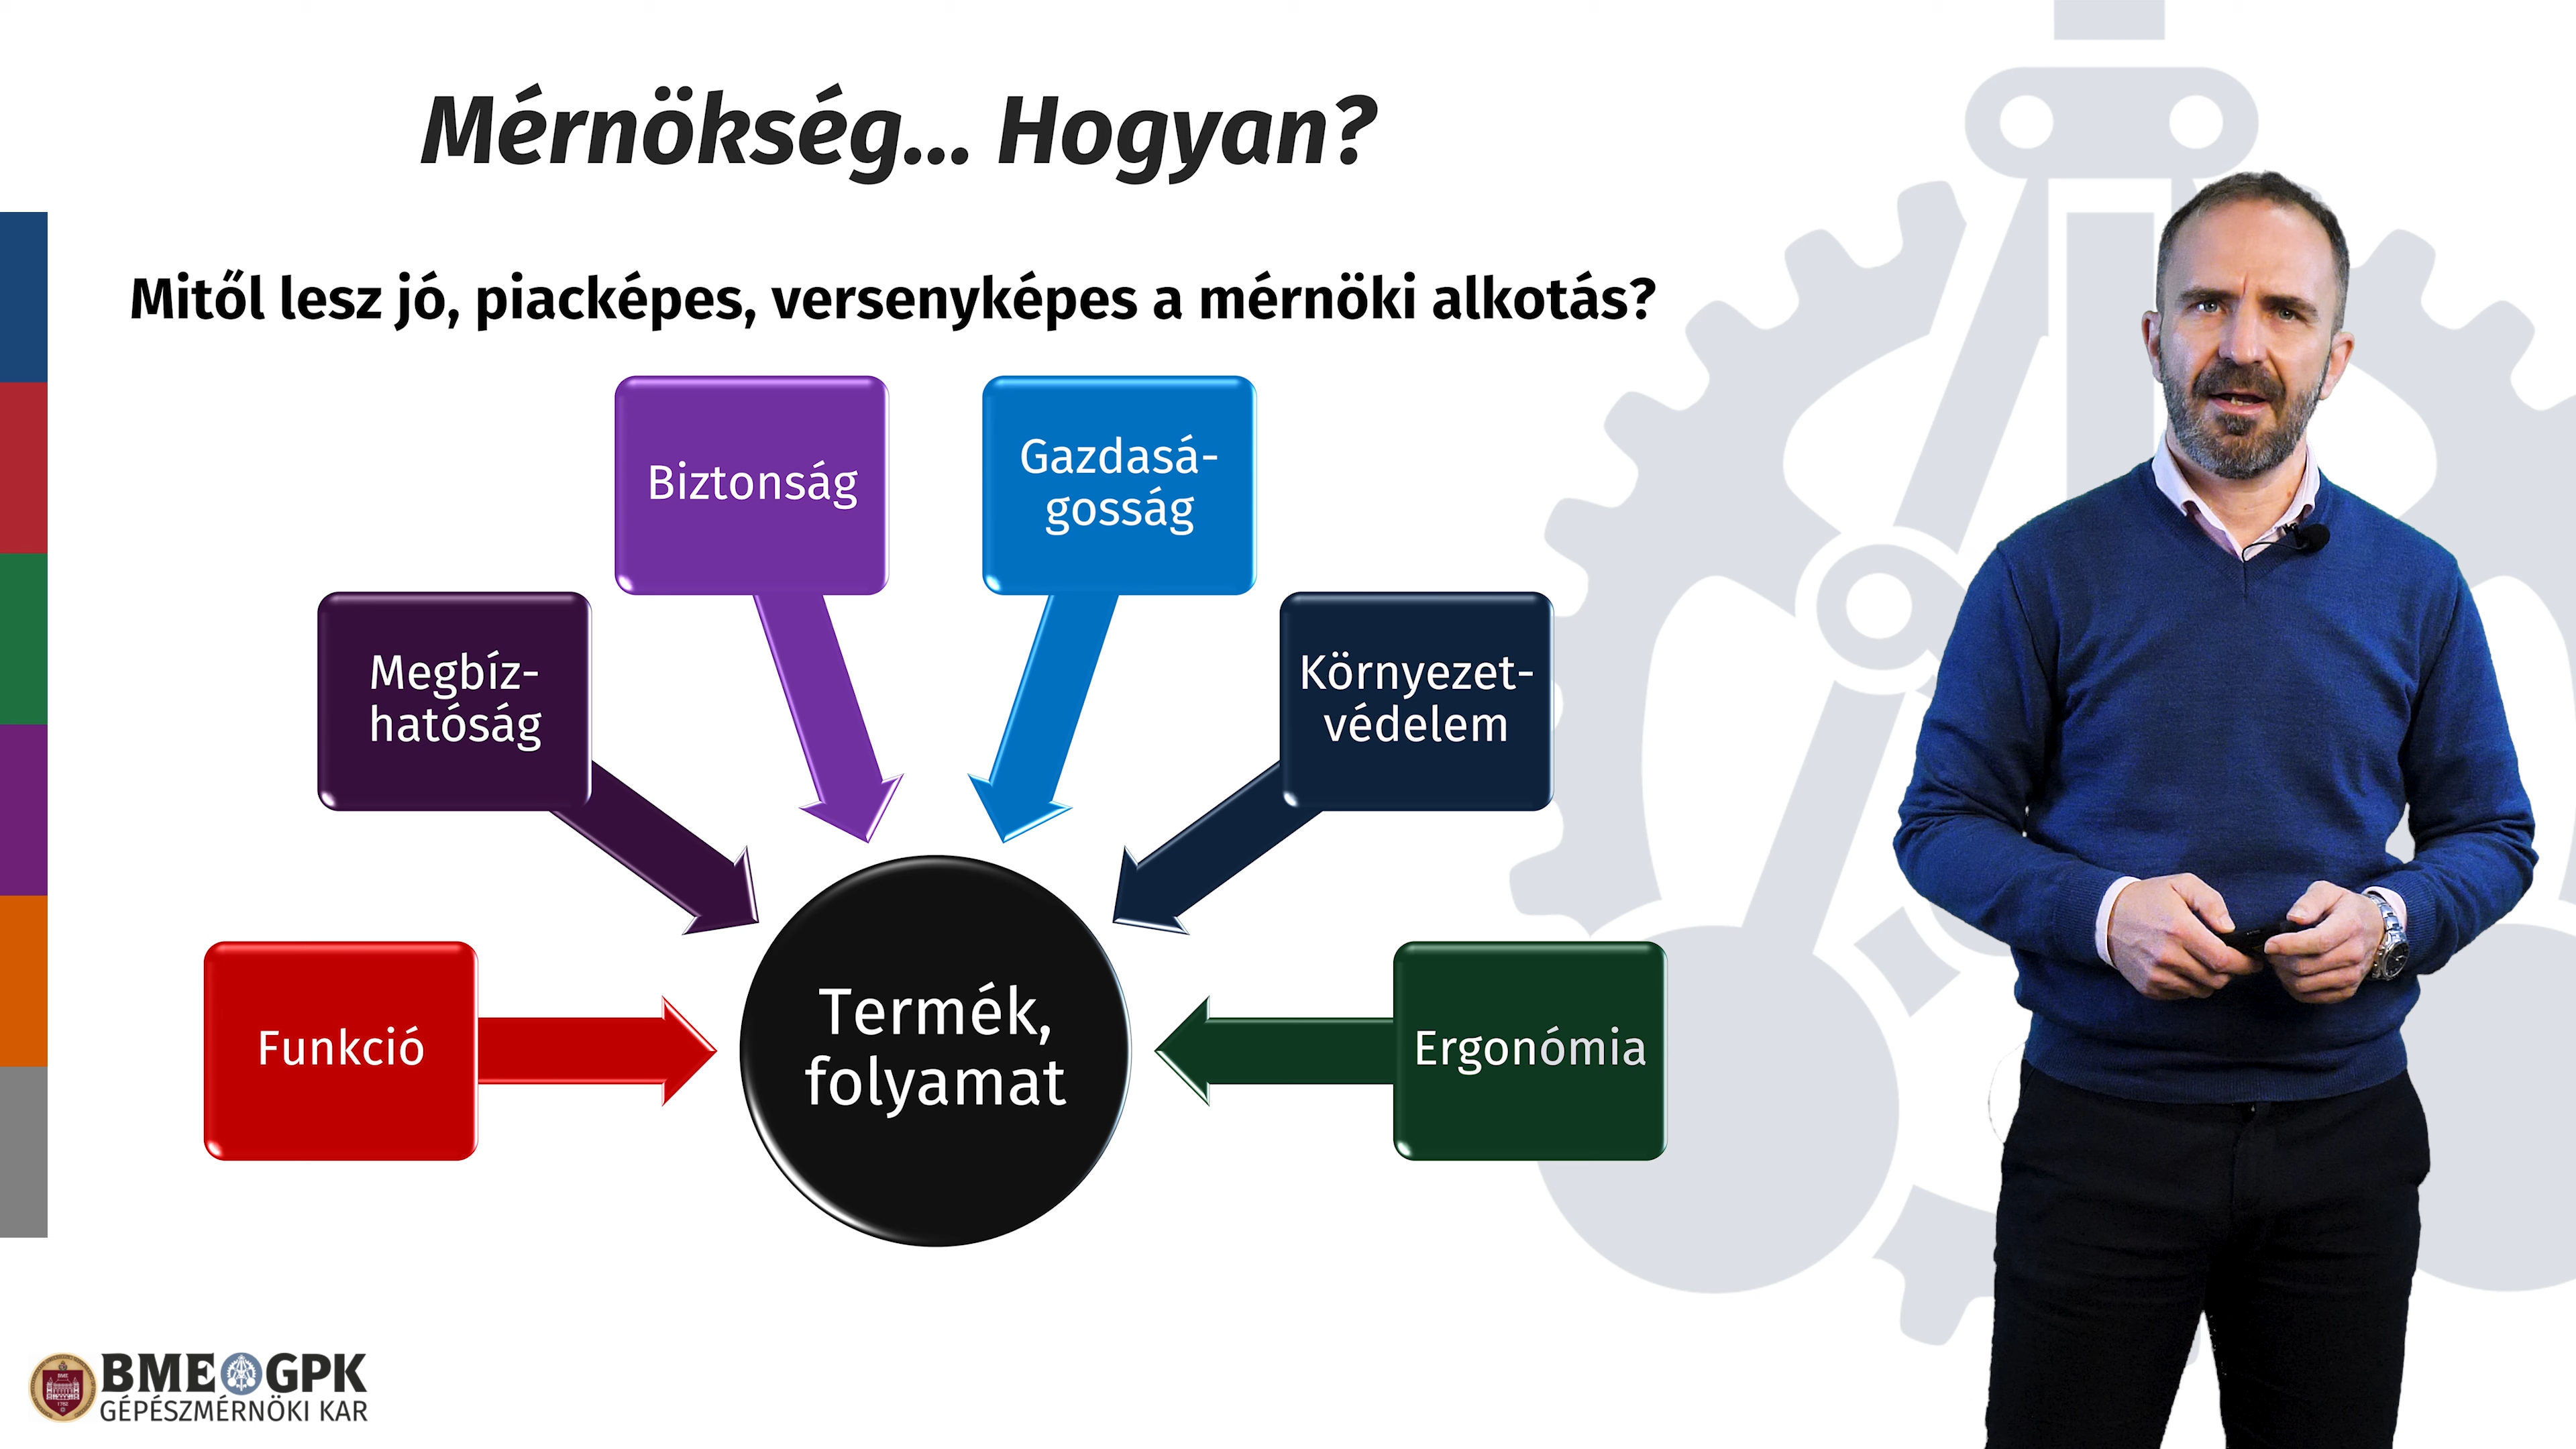 Mérnökség... Hogyan?
Mitől lesz jó, piacképes, versenyképes a mérnöki alkotás?
Biztonság
Gazdasá-
gosság
Megbíz-
hatóság
Környezet-
védelem
Funkció
Termék,
folyamat
Ergonómia
BME GPK
GÉPÉSZMÉRNÖKI KAR